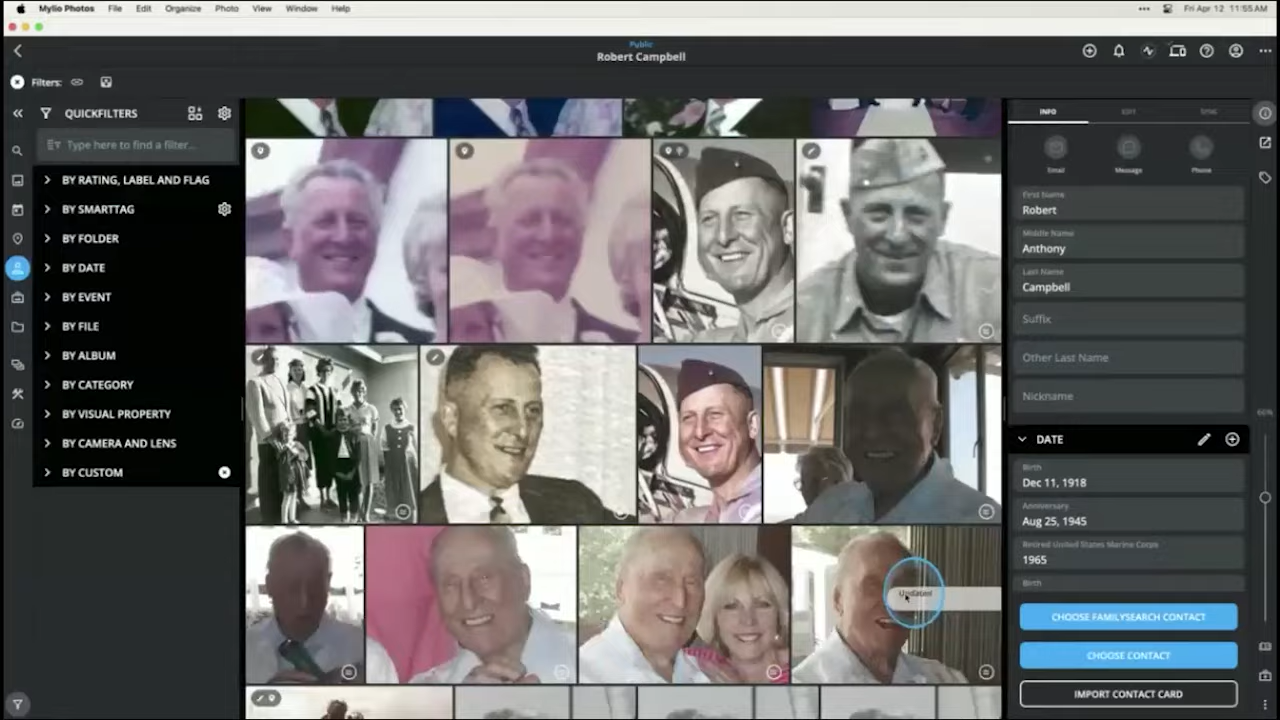 Mylio Photos File Edit Organize Photo View Window Help ••• Fri Apr 12 11:55 AM
Public
Robert Campbell
Filters:
QUICKFILTERS
Type here to find a filter...
BY RATING, LABEL AND FLAG
BY SMARTTAG
BY FOLDER
BY DATE
BY EVENT
BY FILE
BY ALBUM
BY CATEGORY
BY VISUAL PROPERTY
BY CAMERA AND LENS
BY CUSTOM
Updated
INFO EDIT SYNC
Email Message Phone
First Name
Robert
Middle Name
Anthony
Last Name
Campbell
Suffix
Other Last Name
Nickname
DATE
Birth
Dec 11, 1918
Anniversary
Aug 25, 1945
Retired United States Marine Corps
1965
Birth
CHOOSE FAMILYSEARCH CONTACT
CHOOSE CONTACT
IMPORT CONTACT CARD
66%